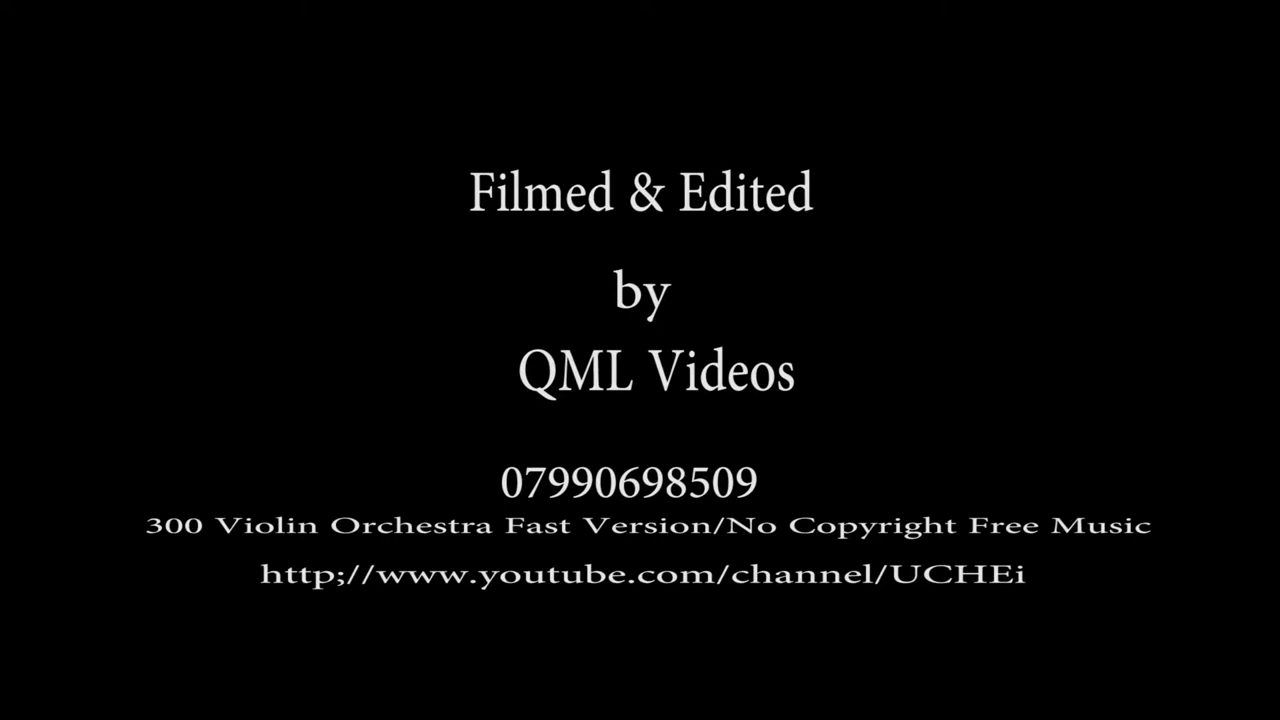 Filmed & Edited
by
QML Videos
07990698509
300 Violin Orchestra Fast Version/No Copyright Free Music
http;//www.youtube.com/channel/UCHEi